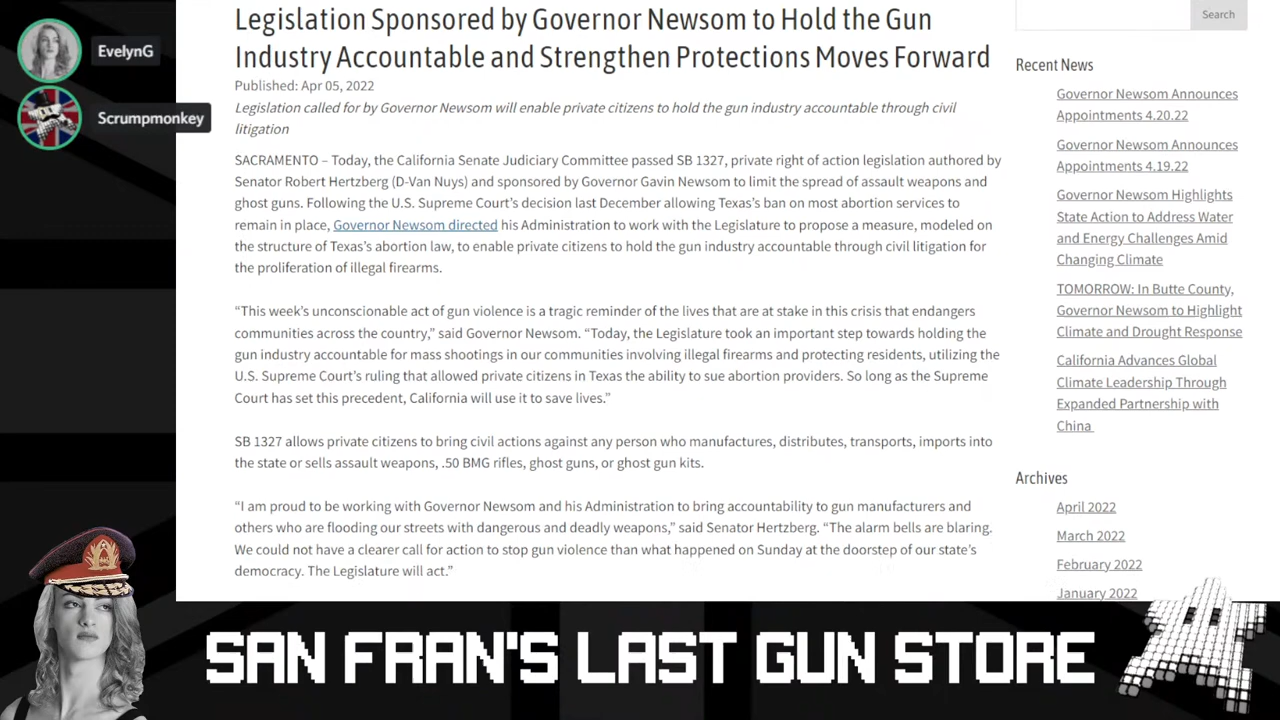 EvelynG
Scrumpmonkey
Legislation Sponsored by Governor Newsom to Hold the Gun
Industry Accountable and Strengthen Protections Moves Forward
Published: Apr 05, 2022
Legislation called for by Governor Newsom will enable private citizens to hold the gun industry accountable through civil
litigation
SACRAMENTO – Today, the California Senate Judiciary Committee passed SB 1327, private right of action legislation authored by
Senator Robert Hertzberg (D-Van Nuys) and sponsored by Governor Gavin Newsom to limit the spread of assault weapons and
ghost guns. Following the U.S. Supreme Court’s decision last December allowing Texas’s ban on most abortion services to
remain in place, Governor Newsom directed his Administration to work with the Legislature to propose a measure, modeled on
the structure of Texas’s abortion law, to enable private citizens to hold the gun industry accountable through civil litigation for
the proliferation of illegal firearms.
“This week’s unconscionable act of gun violence is a tragic reminder of the lives that are at stake in this crisis that endangers
communities across the country,” said Governor Newsom. “Today, the Legislature took an important step towards holding the
gun industry accountable for mass shootings in our communities involving illegal firearms and protecting residents, utilizing the
U.S. Supreme Court’s ruling that allowed private citizens in Texas the ability to sue abortion providers. So long as the Supreme
Court has set this precedent, California will use it to save lives.”
SB 1327 allows private citizens to bring civil actions against any person who manufactures, distributes, transports, imports into
the state or sells assault weapons, .50 BMG rifles, ghost guns, or ghost gun kits.
“I am proud to be working with Governor Newsom and his Administration to bring accountability to gun manufacturers and
others who are flooding our streets with dangerous and deadly weapons,” said Senator Hertzberg. “The alarm bells are blaring.
We could not have a clearer call for action to stop gun violence than what happened on Sunday at the doorstep of our state’s
democracy. The Legislature will act.”
Search
Recent News
Governor Newsom Announces
Appointments 4.20.22
Governor Newsom Announces
Appointments 4.19.22
Governor Newsom Highlights
State Action to Address Water
and Energy Challenges Amid
Changing Climate
TOMORROW: In Butte County,
Governor Newsom to Highlight
Climate and Drought Response
California Advances Global
Climate Leadership Through
Expanded Partnership with
China
Archives
April 2022
March 2022
February 2022
January 2022
SAN FRAN'S LAST GUN STORE